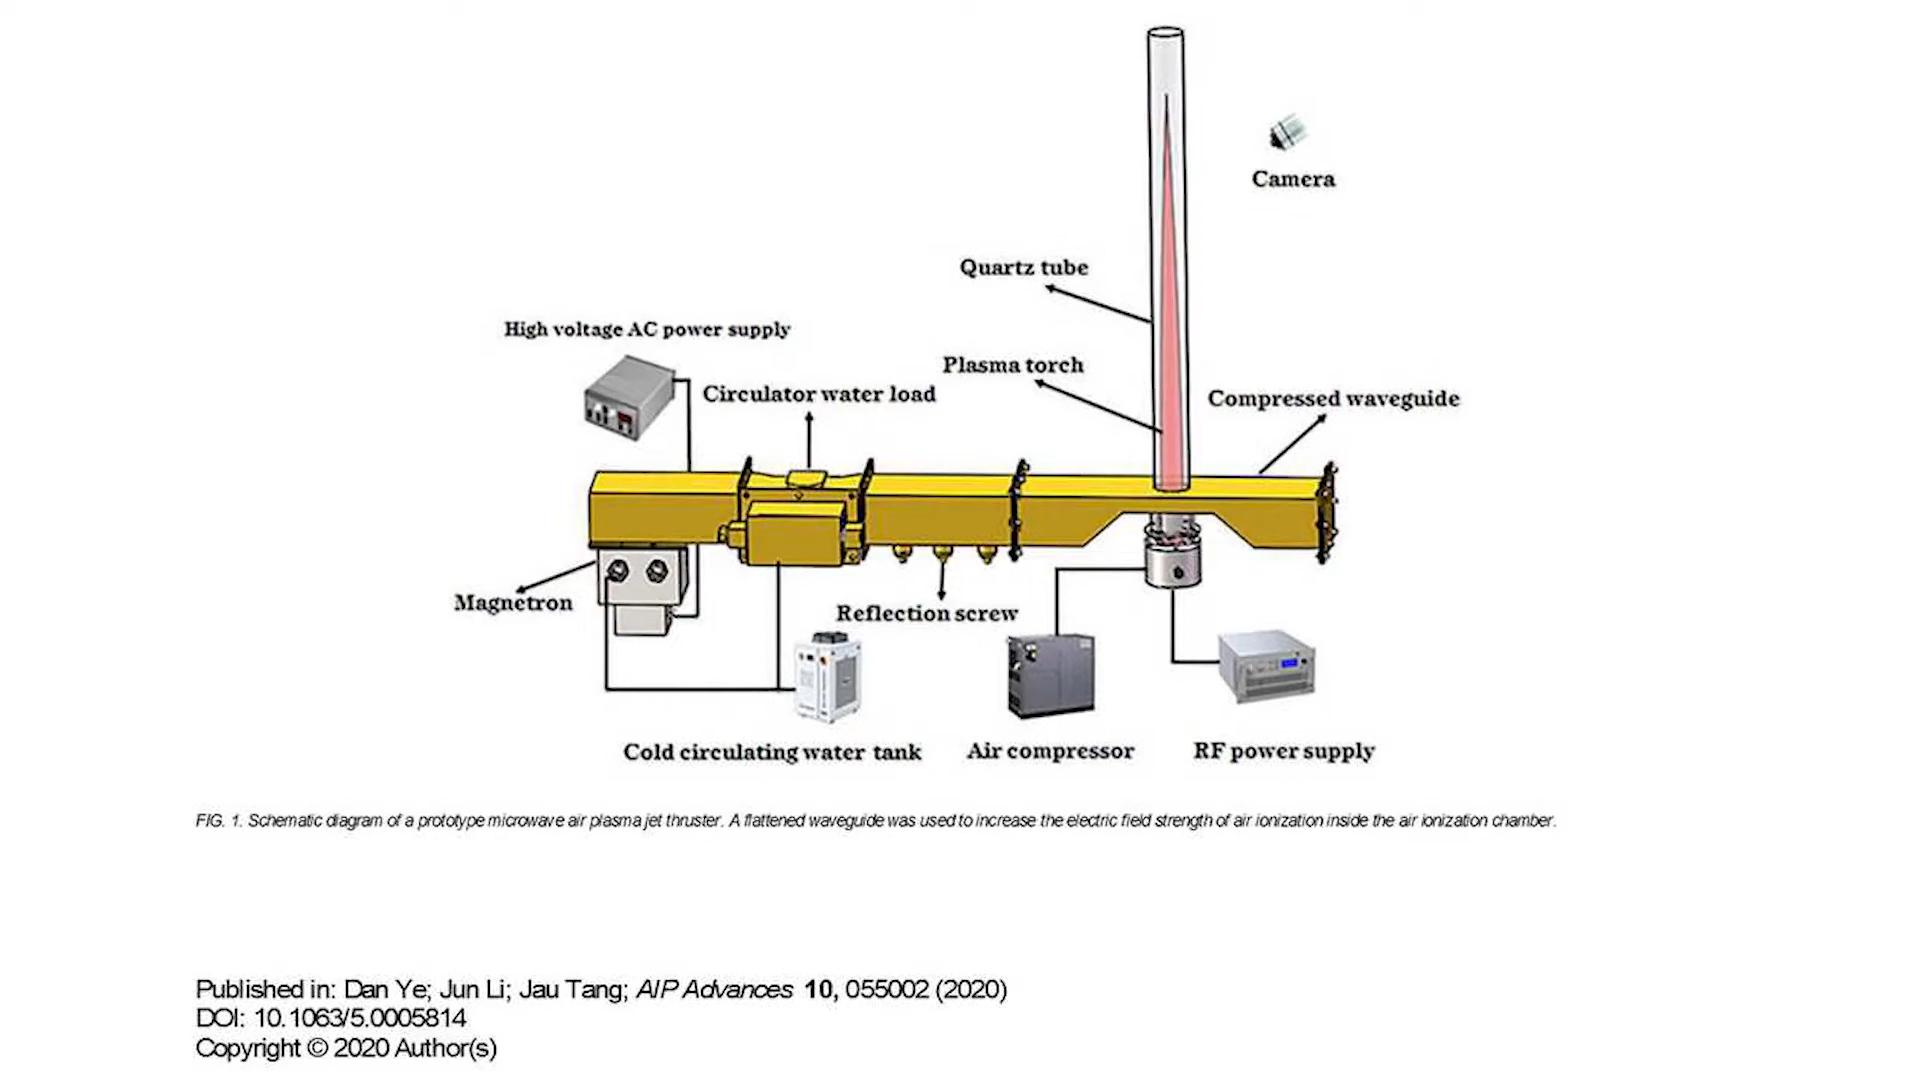 Camera
Quartz tube
High voltage AC power supply
Plasma torch
Circulator water load
Compressed waveguide
Magnetron
Reflection screw
Cold circulating water tank
Air compressor
RF power supply
FIG. 1. Schematic diagram of a prototype microwave air plasma jet thruster. A flattened waveguide was used to increase the electric field strength of air ionization inside the air ionization chamber.
Published in: Dan Ye; Jun Li; Jau Tang; AIP Advances 10, 055002 (2020)
DOI: 10.1063/5.0005814
Copyright © 2020 Author(s)